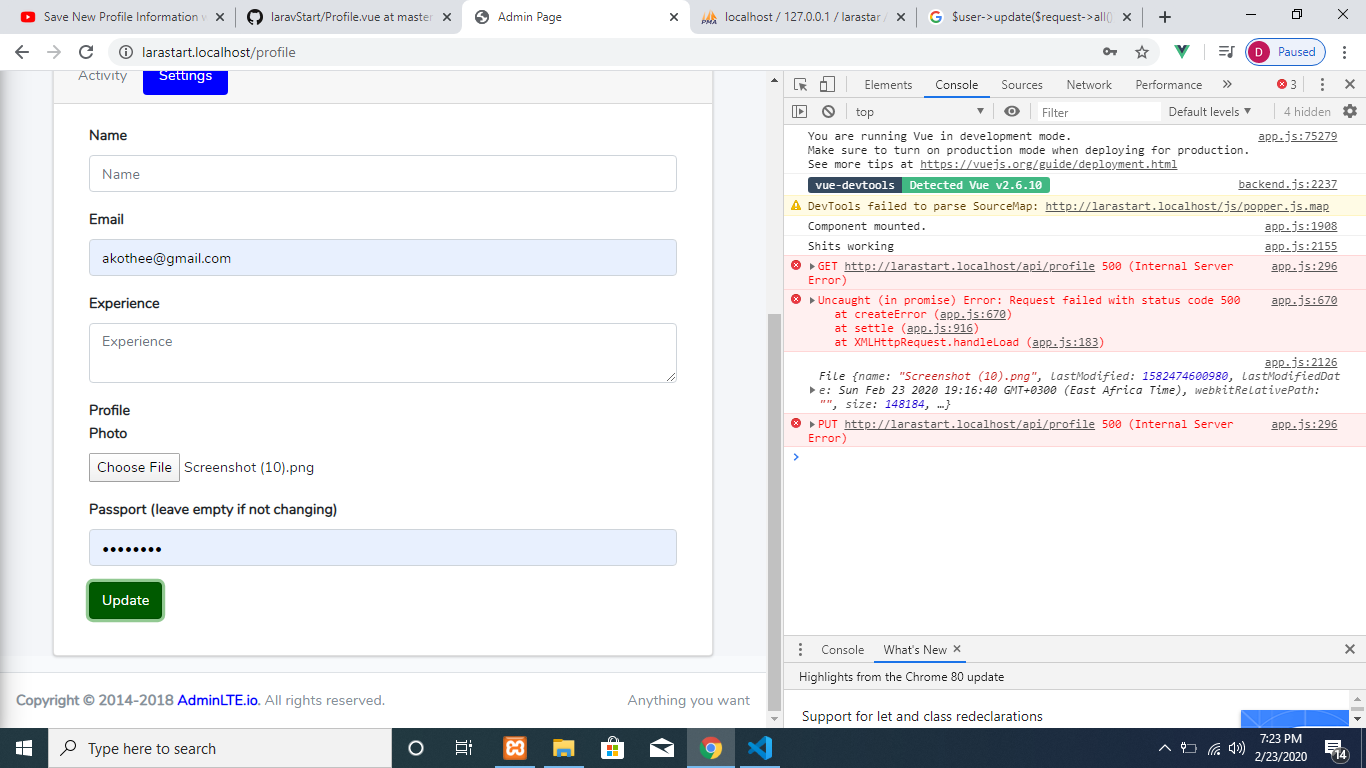 Save New Profile Information w
laravStart/Profile.vue at master
Admin Page
localhost / 127.0.0.1 / larastar /
$user->update($request->all()
larastart.localhost/profile
D Paused
Activity
Settings
Name
Name
Email
akothee@gmail.com
Experience
Experience
Profile
Photo
Choose File Screenshot (10).png
Passport (leave empty if not changing)
••••••••
Update
Copyright © 2014-2018 AdminLTE.io. All rights reserved.
Anything you want
Elements Console Sources Network Performance » 3
top Filter Default levels 4 hidden
You are running Vue in development mode. app.js:75279
Make sure to turn on production mode when deploying for production.
See more tips at https://vuejs.org/guide/deployment.html
vue-devtools Detected Vue v2.6.10 backend.js:2237
DevTools failed to parse SourceMap: http://larastart.localhost/js/popper.js.map
Component mounted. app.js:1908
Shits working app.js:2155
GET http://larastart.localhost/api/profile 500 (Internal Server app.js:296
Error)
Uncaught (in promise) Error: Request failed with status code 500 app.js:670
at createError (app.js:670)
at settle (app.js:916)
at XMLHttpRequest.handleLoad (app.js:183)
app.js:2126
File {name: "Screenshot (10).png", lastModified: 1582474600980, lastModifiedDat
e: Sun Feb 23 2020 19:16:40 GMT+0300 (East Africa Time), webkitRelativePath:
"", size: 148184, …}
PUT http://larastart.localhost/api/profile 500 (Internal Server app.js:296
Error)
Console What's New
Highlights from the Chrome 80 update
Support for let and class redeclarations
Type here to search
7:23 PM
2/23/2020
14